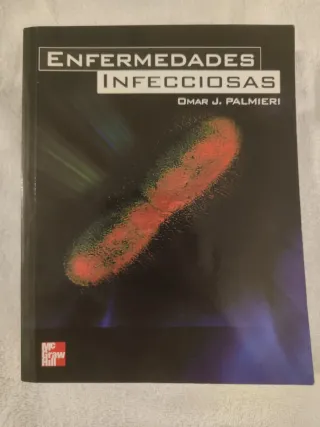 ENFERMEDADES
INFECCIOSAS
OMAR J. PALMIERI
Mc
Graw
Hill